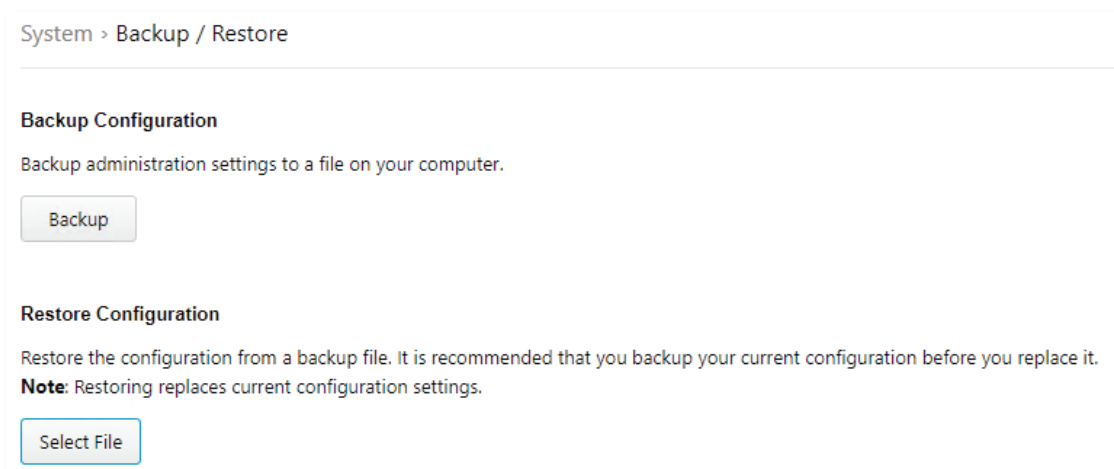 System › Backup / Restore
Backup Configuration
Backup administration settings to a file on your computer.
Backup
Restore Configuration
Restore the configuration from a backup file. It is recommended that you backup your current configuration before you replace it.
Note: Restoring replaces current configuration settings.
Select File